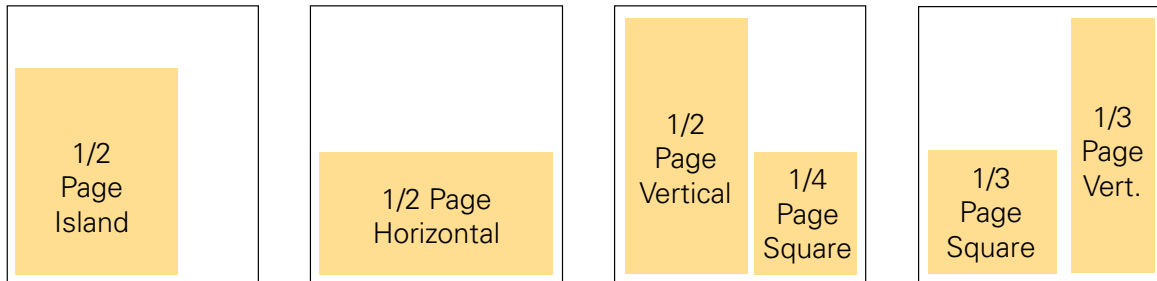 1/2
Page
Island
1/2 Page
Horizontal
1/2
Page
Vertical
1/4
Page
Square
1/3
Page
Square
1/3
Page
Vert.